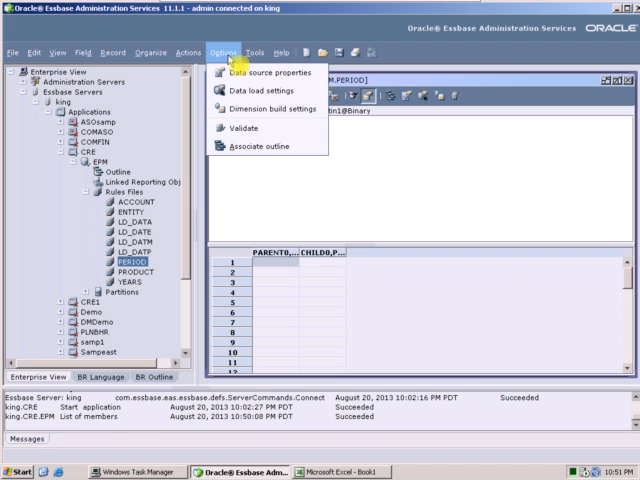 Oracle® Essbase Administration Services 11.1.1 - admin connected on king
Oracle® Essbase Administration Services ORACLE
File Edit View Field Record Organize Actions Options Tools Help
Data source properties
Data load settings
Dimension build settings
Validate
Associate outline
M.PERIOD]
tin1@Binary
Enterprise View
Administration Servers
Essbase Servers
king
Applications
ASOsamp
COMASO
COMFIN
CRE
EPM
Outline
Linked Reporting Obj
Rules Files
ACCOUNT
ENTITY
LD_DATA
LD_DATE
LD_DATM
LD_DATP
PERIOD
PRODUCT
YEARS
Partitions
CRE1
Demo
DMDemo
PLNBHR
samp1
Sampeast
PARENT0,... CHILD0,P...
1
2
3
4
5
6
7
8
9
10
11
12
Enterprise View BR Language BR Outline
Essbase Server: king com.essbase.eas.essbase.defs.ServerCommands.Connect August 20, 2013 10:02:16 PM PDT Succeeded
king.CRE Start application August 20, 2013 10:02:27 PM PDT Succeeded
king.CRE.EPM List of members August 20, 2013 10:50:08 PM PDT Succeeded
Messages
Start Windows Task Manager Oracle® Essbase Adm... Microsoft Excel - Book1 10:51 PM